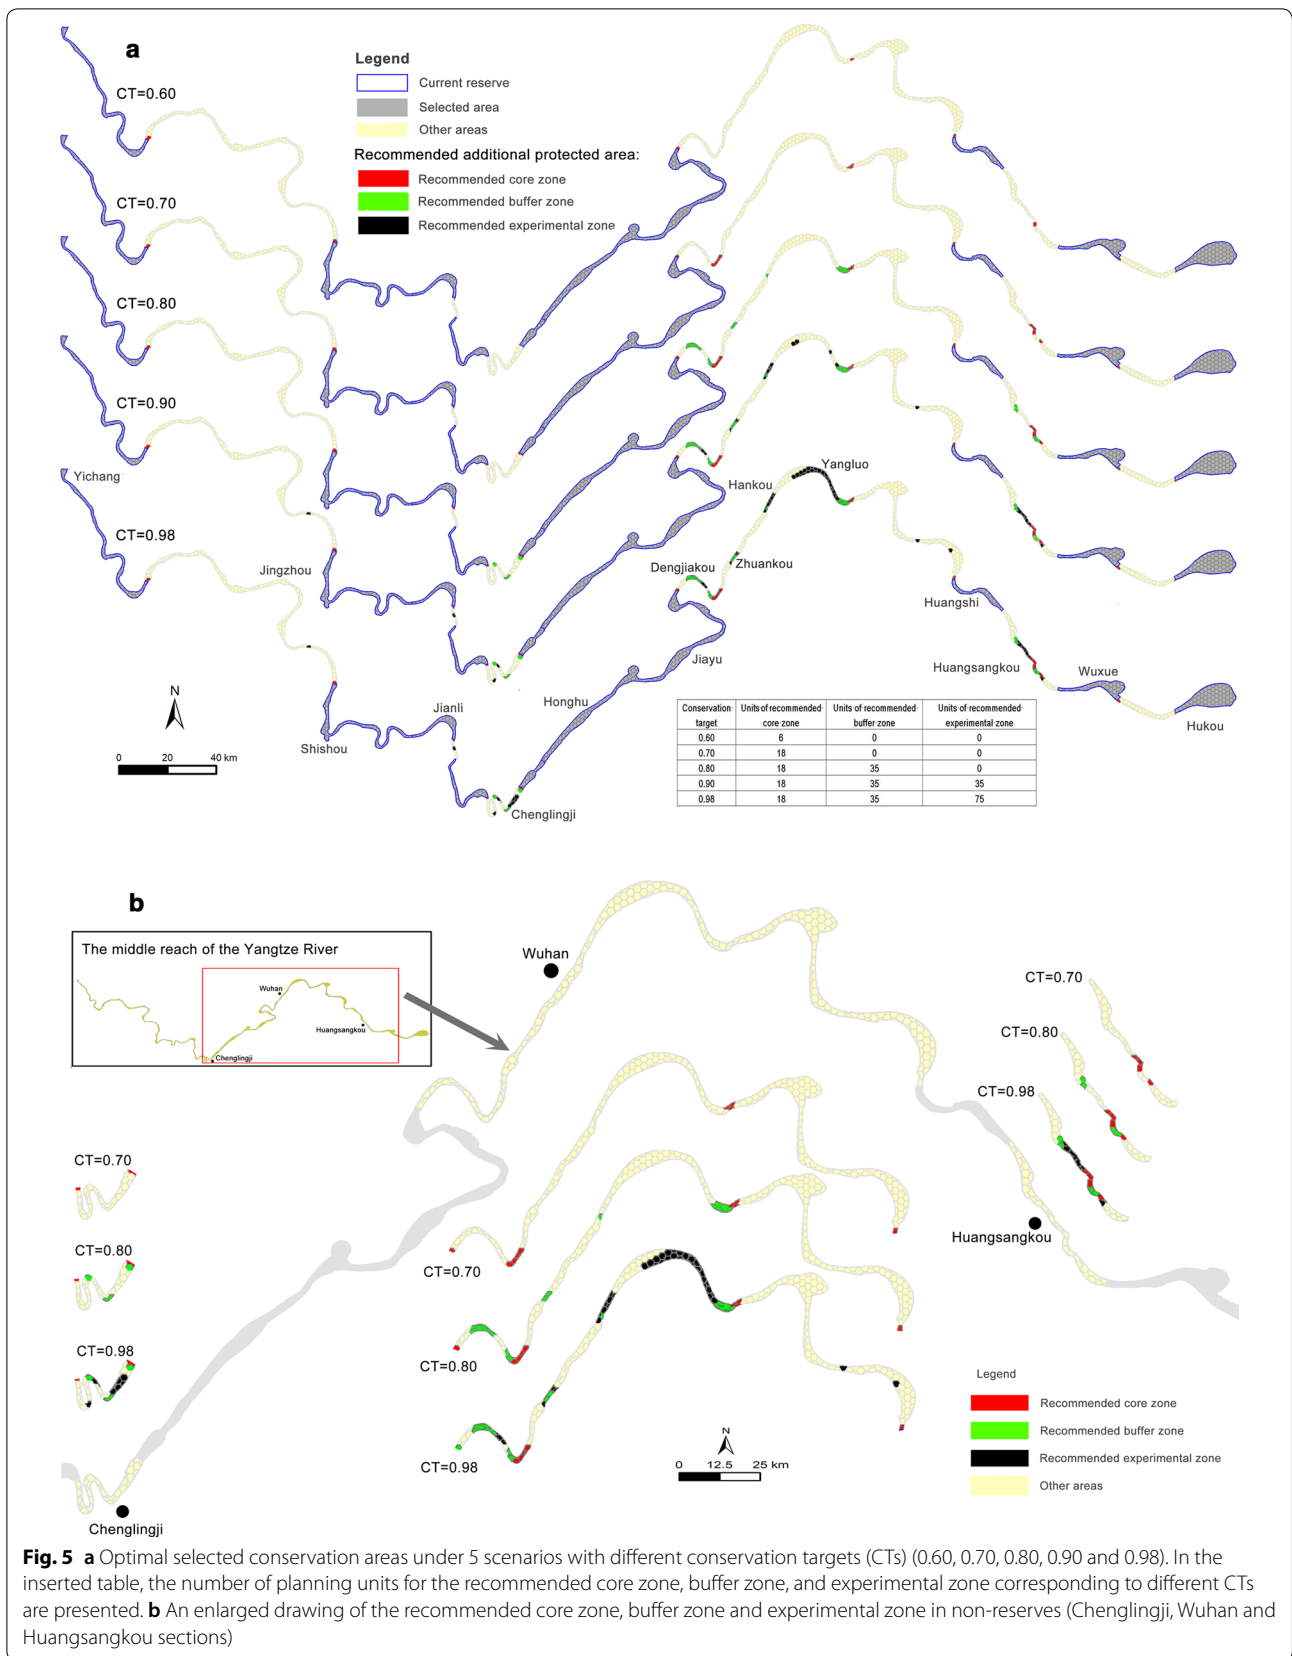 a
Legend
Current reserve
Selected area
Other areas
Recommended additional protected area:
Recommended core zone
Recommended buffer zone
Recommended experimental zone
CT=0.60
CT=0.70
CT=0.80
CT=0.90
Yichang
CT=0.98
Jingzhou
Shishou
Jianli
Chenglingji
Honghu
Jiayu
Dengjiakou
Zhuankou
Hankou
Yangluo
Huangshi
Huangsangkou
Wuxue
Hukou
N
0 20 40 km
Conservation target Units of recommended core zone Units of recommended buffer zone Units of recommended experimental zone
0.60 6 0 0
0.70 18 0 0
0.80 18 35 0
0.90 18 35 35
0.98 18 35 75
b
The middle reach of the Yangtze River
Wuhan
Huangsangkou
Chenglingji
Wuhan
CT=0.70
CT=0.80
CT=0.98
CT=0.70
CT=0.80
CT=0.98
CT=0.70
CT=0.80
CT=0.98
Huangsangkou
Chenglingji
N
0 12.5 25 km
Legend
Recommended core zone
Recommended buffer zone
Recommended experimental zone
Other areas
Fig. 5 a Optimal selected conservation areas under 5 scenarios with different conservation targets (CTs) (0.60, 0.70, 0.80, 0.90 and 0.98). In the
inserted table, the number of planning units for the recommended core zone, buffer zone, and experimental zone corresponding to different CTs
are presented. b An enlarged drawing of the recommended core zone, buffer zone and experimental zone in non-reserves (Chenglingji, Wuhan and
Huangsangkou sections)